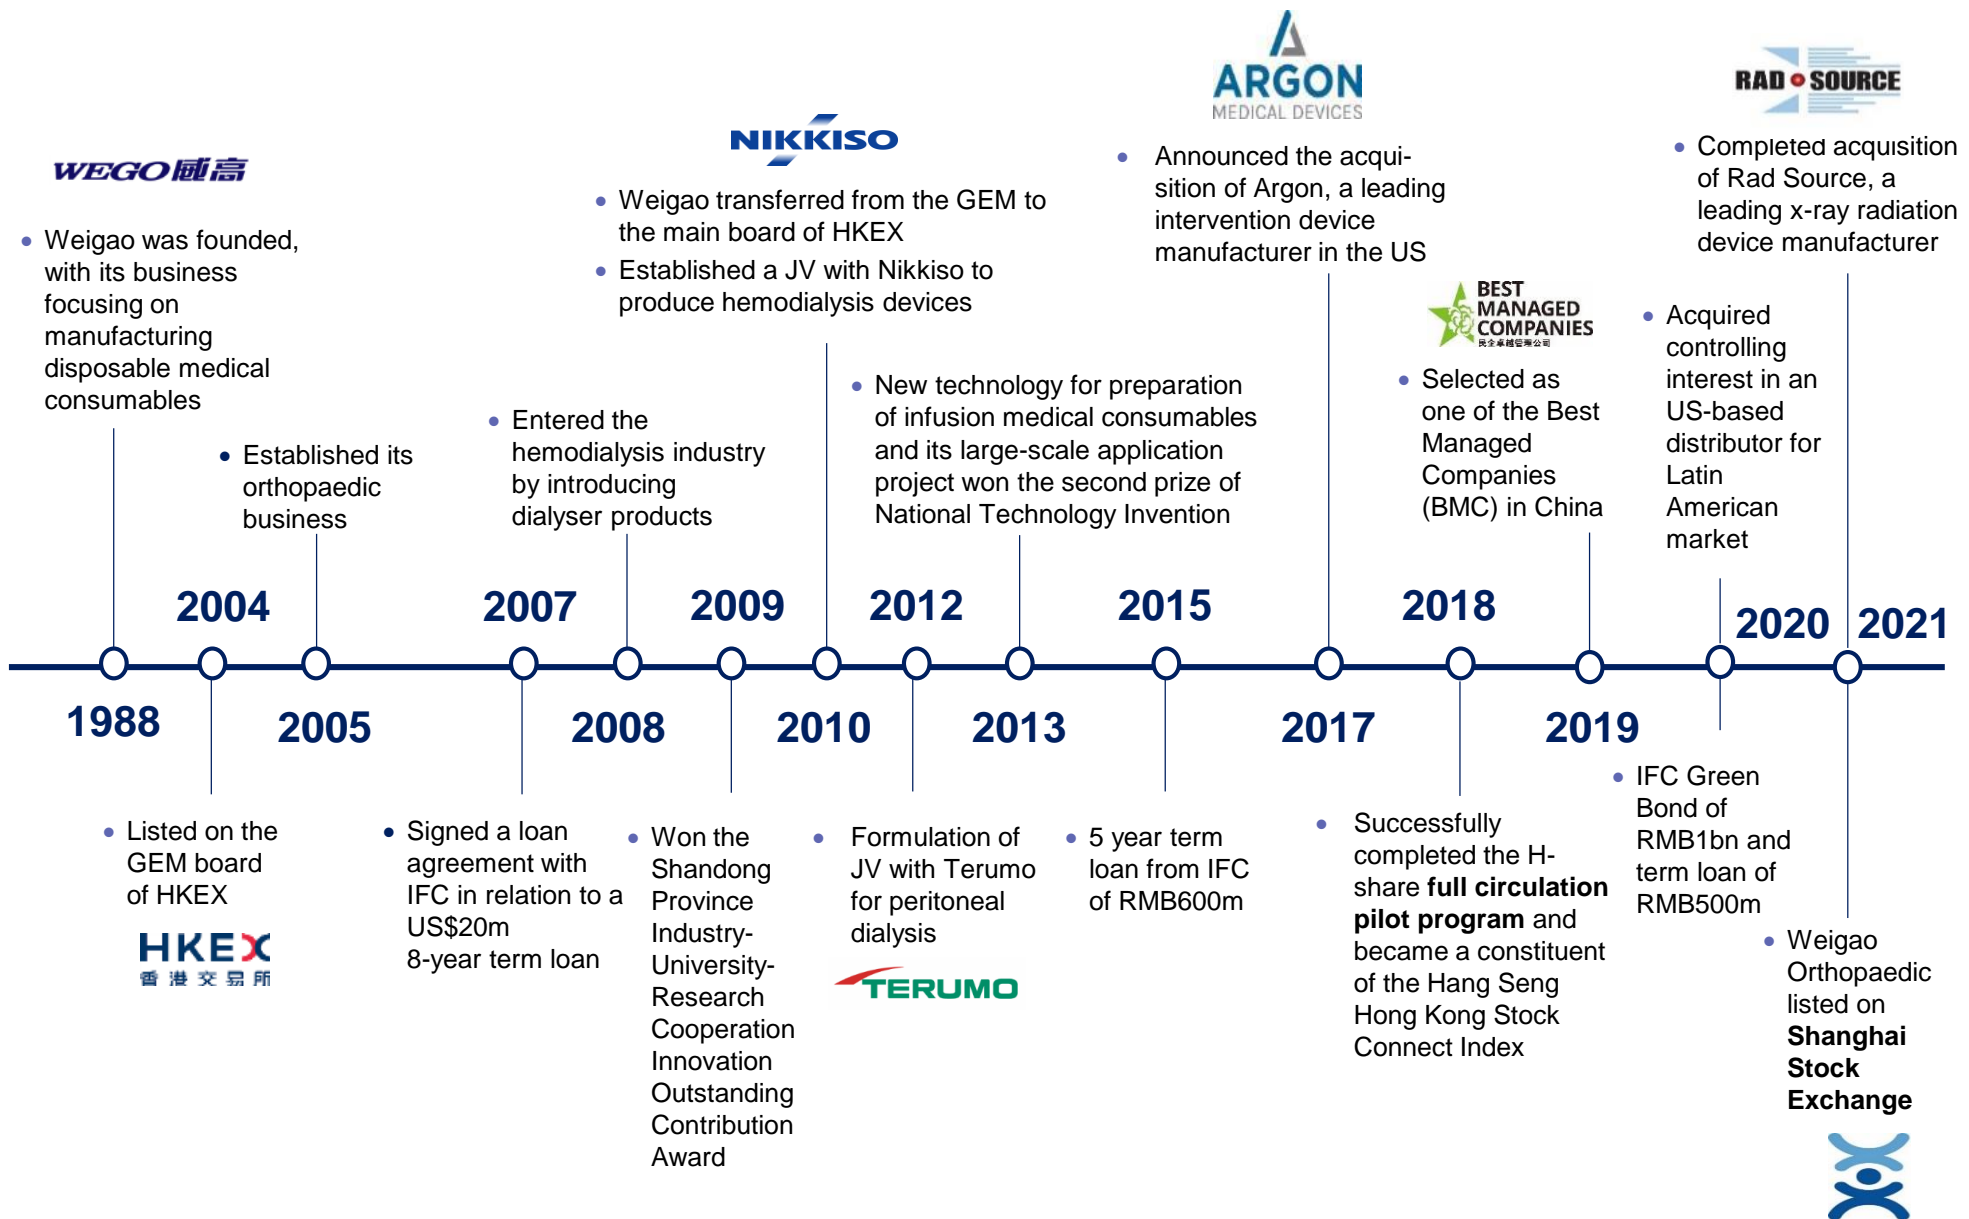 WEGO威高
• Weigao was founded,
with its business
focusing on
manufacturing
disposable medical
consumables
• Established its
orthopaedic
business
• Entered the
hemodialysis industry
by introducing
dialyser products
NIKKISO
• Weigao transferred from the GEM to
the main board of HKEX
• Established a JV with Nikkiso to
produce hemodialysis devices
• New technology for preparation
of infusion medical consumables
and its large-scale application
project won the second prize of
National Technology Invention
ARGON
MEDICAL DEVICES
• Announced the acqui-
sition of Argon, a leading
intervention device
manufacturer in the US
BEST
MANAGED
COMPANIES
民企卓越管理公司
• Selected as
one of the Best
Managed
Companies
(BMC) in China
RAD SOURCE
• Completed acquisition
of Rad Source, a
leading x-ray radiation
device manufacturer
• Acquired
controlling
interest in an
US-based
distributor for
Latin
American
market
2004
2007
2009
2012
2015
2018
2020
2021
1988
2005
2008
2010
2013
2017
2019
• Listed on the
GEM board
of HKEX
HKEX
香港交易所
• Signed a loan
agreement with
IFC in relation to a
US$20m
8-year term loan
• Won the
Shandong
Province
Industry-
University-
Research
Cooperation
Innovation
Outstanding
Contribution
Award
• Formulation of
JV with Terumo
for peritoneal
dialysis
TERUMO
• 5 year term
loan from IFC
of RMB600m
• Successfully
completed the H-
share full circulation
pilot program and
became a constituent
of the Hang Seng
Hong Kong Stock
Connect Index
• IFC Green
Bond of
RMB1bn and
term loan of
RMB500m
• Weigao
Orthopaedic
listed on
Shanghai
Stock
Exchange